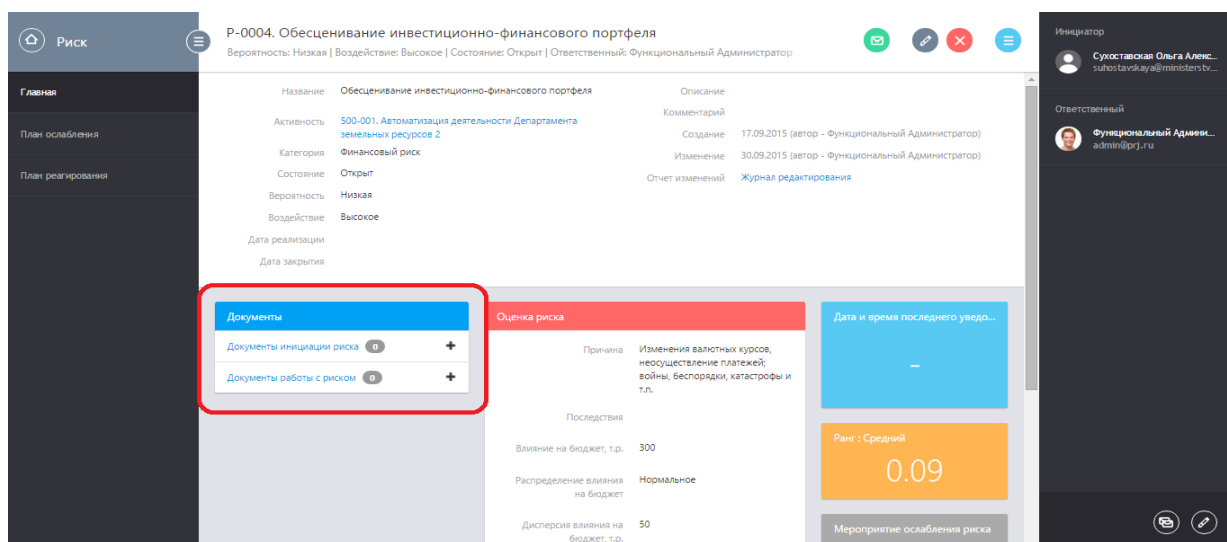 Риск
Р-0004. Обесценивание инвестиционно-финансового портфеля
Вероятность: Низкая | Воздействие: Высокое | Состояние: Открыт | Ответственный: Функциональный Администратор
Главная
План ослабления
План реагирования
Название Обесценивание инвестиционно-финансового портфеля
Активность 500-001. Автоматизация деятельности Департамента
земельных ресурсов 2
Категория Финансовый риск
Состояние Открыт
Вероятность Низкая
Воздействие Высокое
Дата реализации
Дата закрытия
Описание
Комментарий
Создание 17.09.2015 (автор - Функциональный Администратор)
Изменение 30.09.2015 (автор - Функциональный Администратор)
Отчет изменений Журнал редактирования
Документы
Документы инициации риска 0
Документы работы с риском 0
Оценка риска
Причина Изменения валютных курсов,
неосуществление платежей;
войны, беспорядки, катастрофы и
т.п.
Последствия
Влияние на бюджет, т.р. 300
Распределение влияния Нормальное
на бюджет
Дисперсия влияния на 50
бюджет, т.р.
Дата и время последнего уведо...
–
Ранг : Средний
0.09
Мероприятие ослабления риска
Инициатор
Сухоставская Ольга Алекс...
suhostavskaya@ministerstv...
Ответственный
Функциональный Админи...
admin@prj.ru